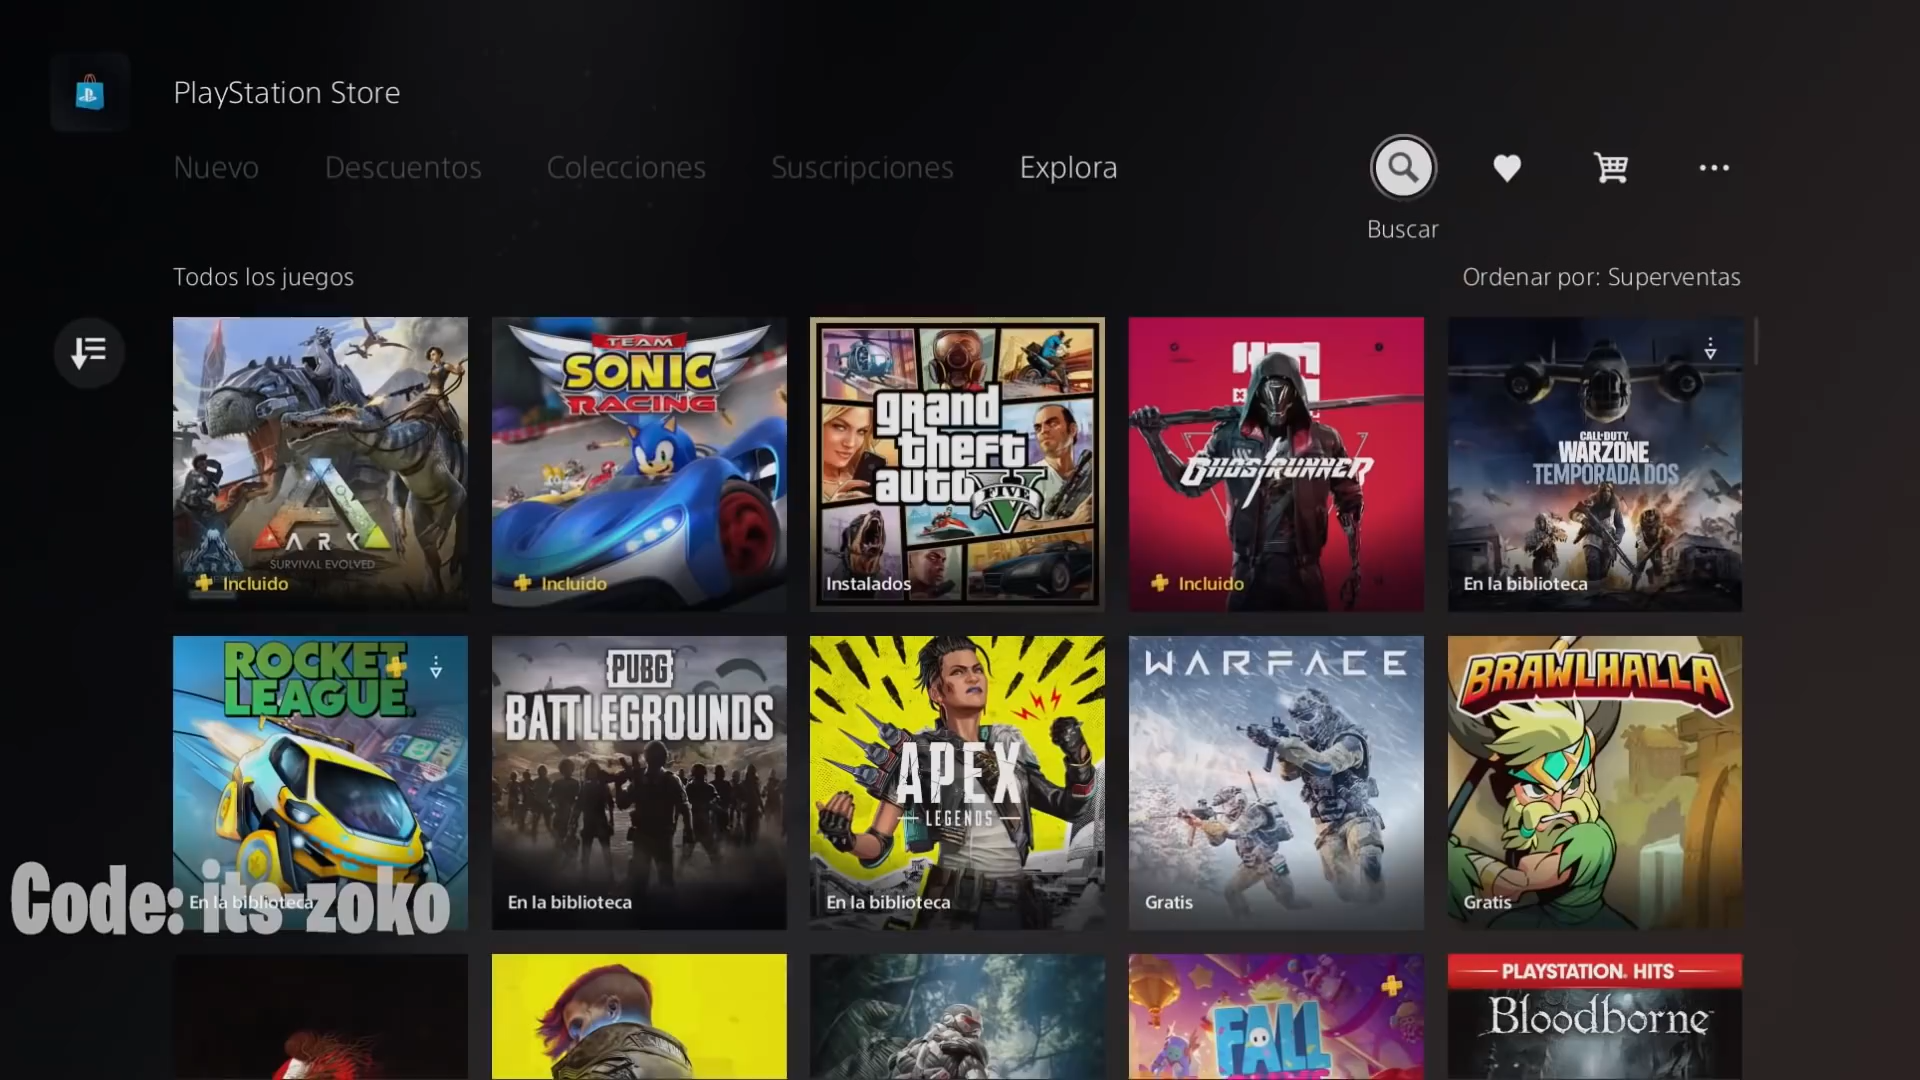 PlayStation Store
Nuevo
Descuentos
Colecciones
Suscripciones
Explora
Buscar
Todos los juegos
Ordenar por: Superventas
ARK
SURVIVAL EVOLVED
ARK
Incluido
TEAM
SONIC
RACING
Incluido
grand
theft
auto
FIVE
Instalados
GHOSTRUNNER
Incluido
CALL OF DUTY
WARZONE
TEMPORADA DOS
En la biblioteca
ROCKET
LEAGUE
En la biblioteca
PUBG
BATTLEGROUNDS
En la biblioteca
APEX
LEGENDS
En la biblioteca
WARFACE
Gratis
BRAWLHALLA
Gratis
Code: its-zoko
FALL
PLAYSTATION HITS
Bloodborne